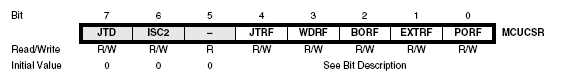 Bit 7 6 5 4 3 2 1 0
JTD ISC2 – JTRF WDRF BORF EXTRF PORF MCUCSR
Read/Write R/W R/W R R/W R/W R/W R/W R/W
Initial Value 0 0 0 See Bit Description